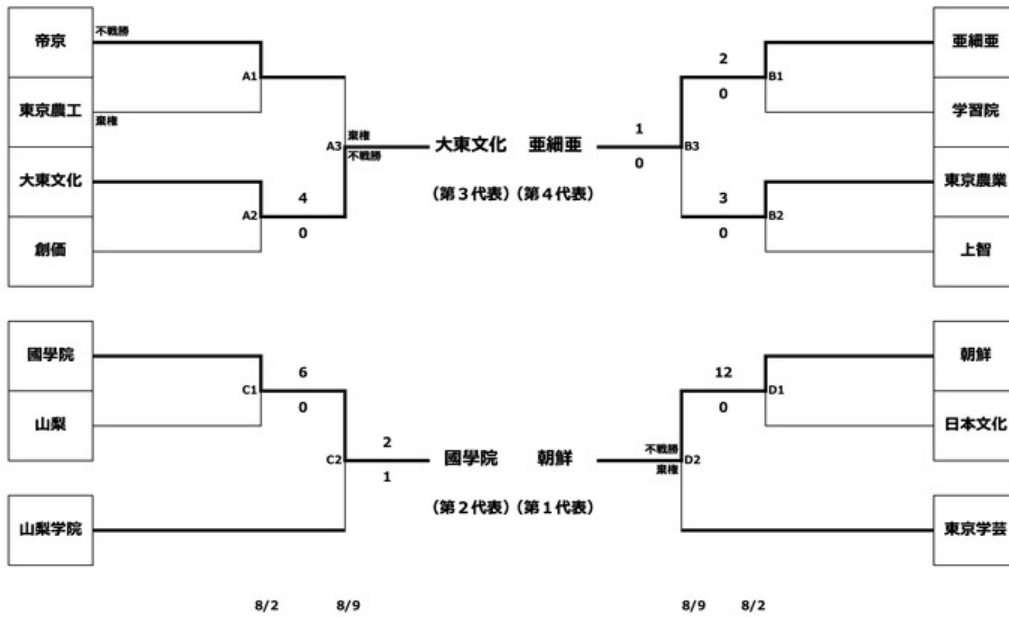 帝京
不戦勝
A1
東京農工
棄権
A3
棄権
不戦勝
大東文化
A2
4
0
創価
大東文化 亜細亜
(第3代表)(第4代表)
亜細亜
2
0
B1
学習院
1
0
B3
東京農業
3
0
B2
上智
國學院
C1
6
0
山梨
C2
2
1
山梨学院
國學院 朝鮮
(第2代表)(第1代表)
朝鮮
12
0
D1
日本文化
不戦勝
棄権
D2
東京学芸
8/2 8/9 8/9 8/2